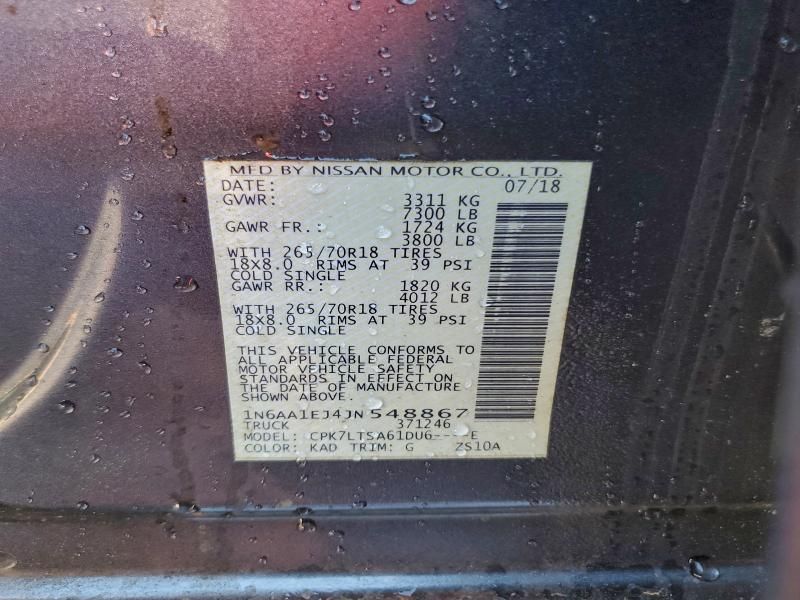 MFD BY NISSAN MOTOR CO., LTD.
DATE: 07/18
GVWR: 3311 KG
7300 LB
GAWR FR.: 1724 KG
3800 LB
WITH 265/70R18 TIRES
18X8.0 RIMS AT 39 PSI
COLD SINGLE
GAWR RR.: 1820 KG
4012 LB
WITH 265/70R18 TIRES
18X8.0 RIMS AT 39 PSI
COLD SINGLE
THIS VEHICLE CONFORMS TO
ALL APPLICABLE FEDERAL
MOTOR VEHICLE SAFETY
STANDARDS IN EFFECT ON
THE DATE OF MANUFACTURE
SHOWN ABOVE.
1N6AA1EJ4JN548867
TRUCK 371246
MODEL: CPK7LTSA61DU6----E
COLOR: KAD TRIM: G ZS10A